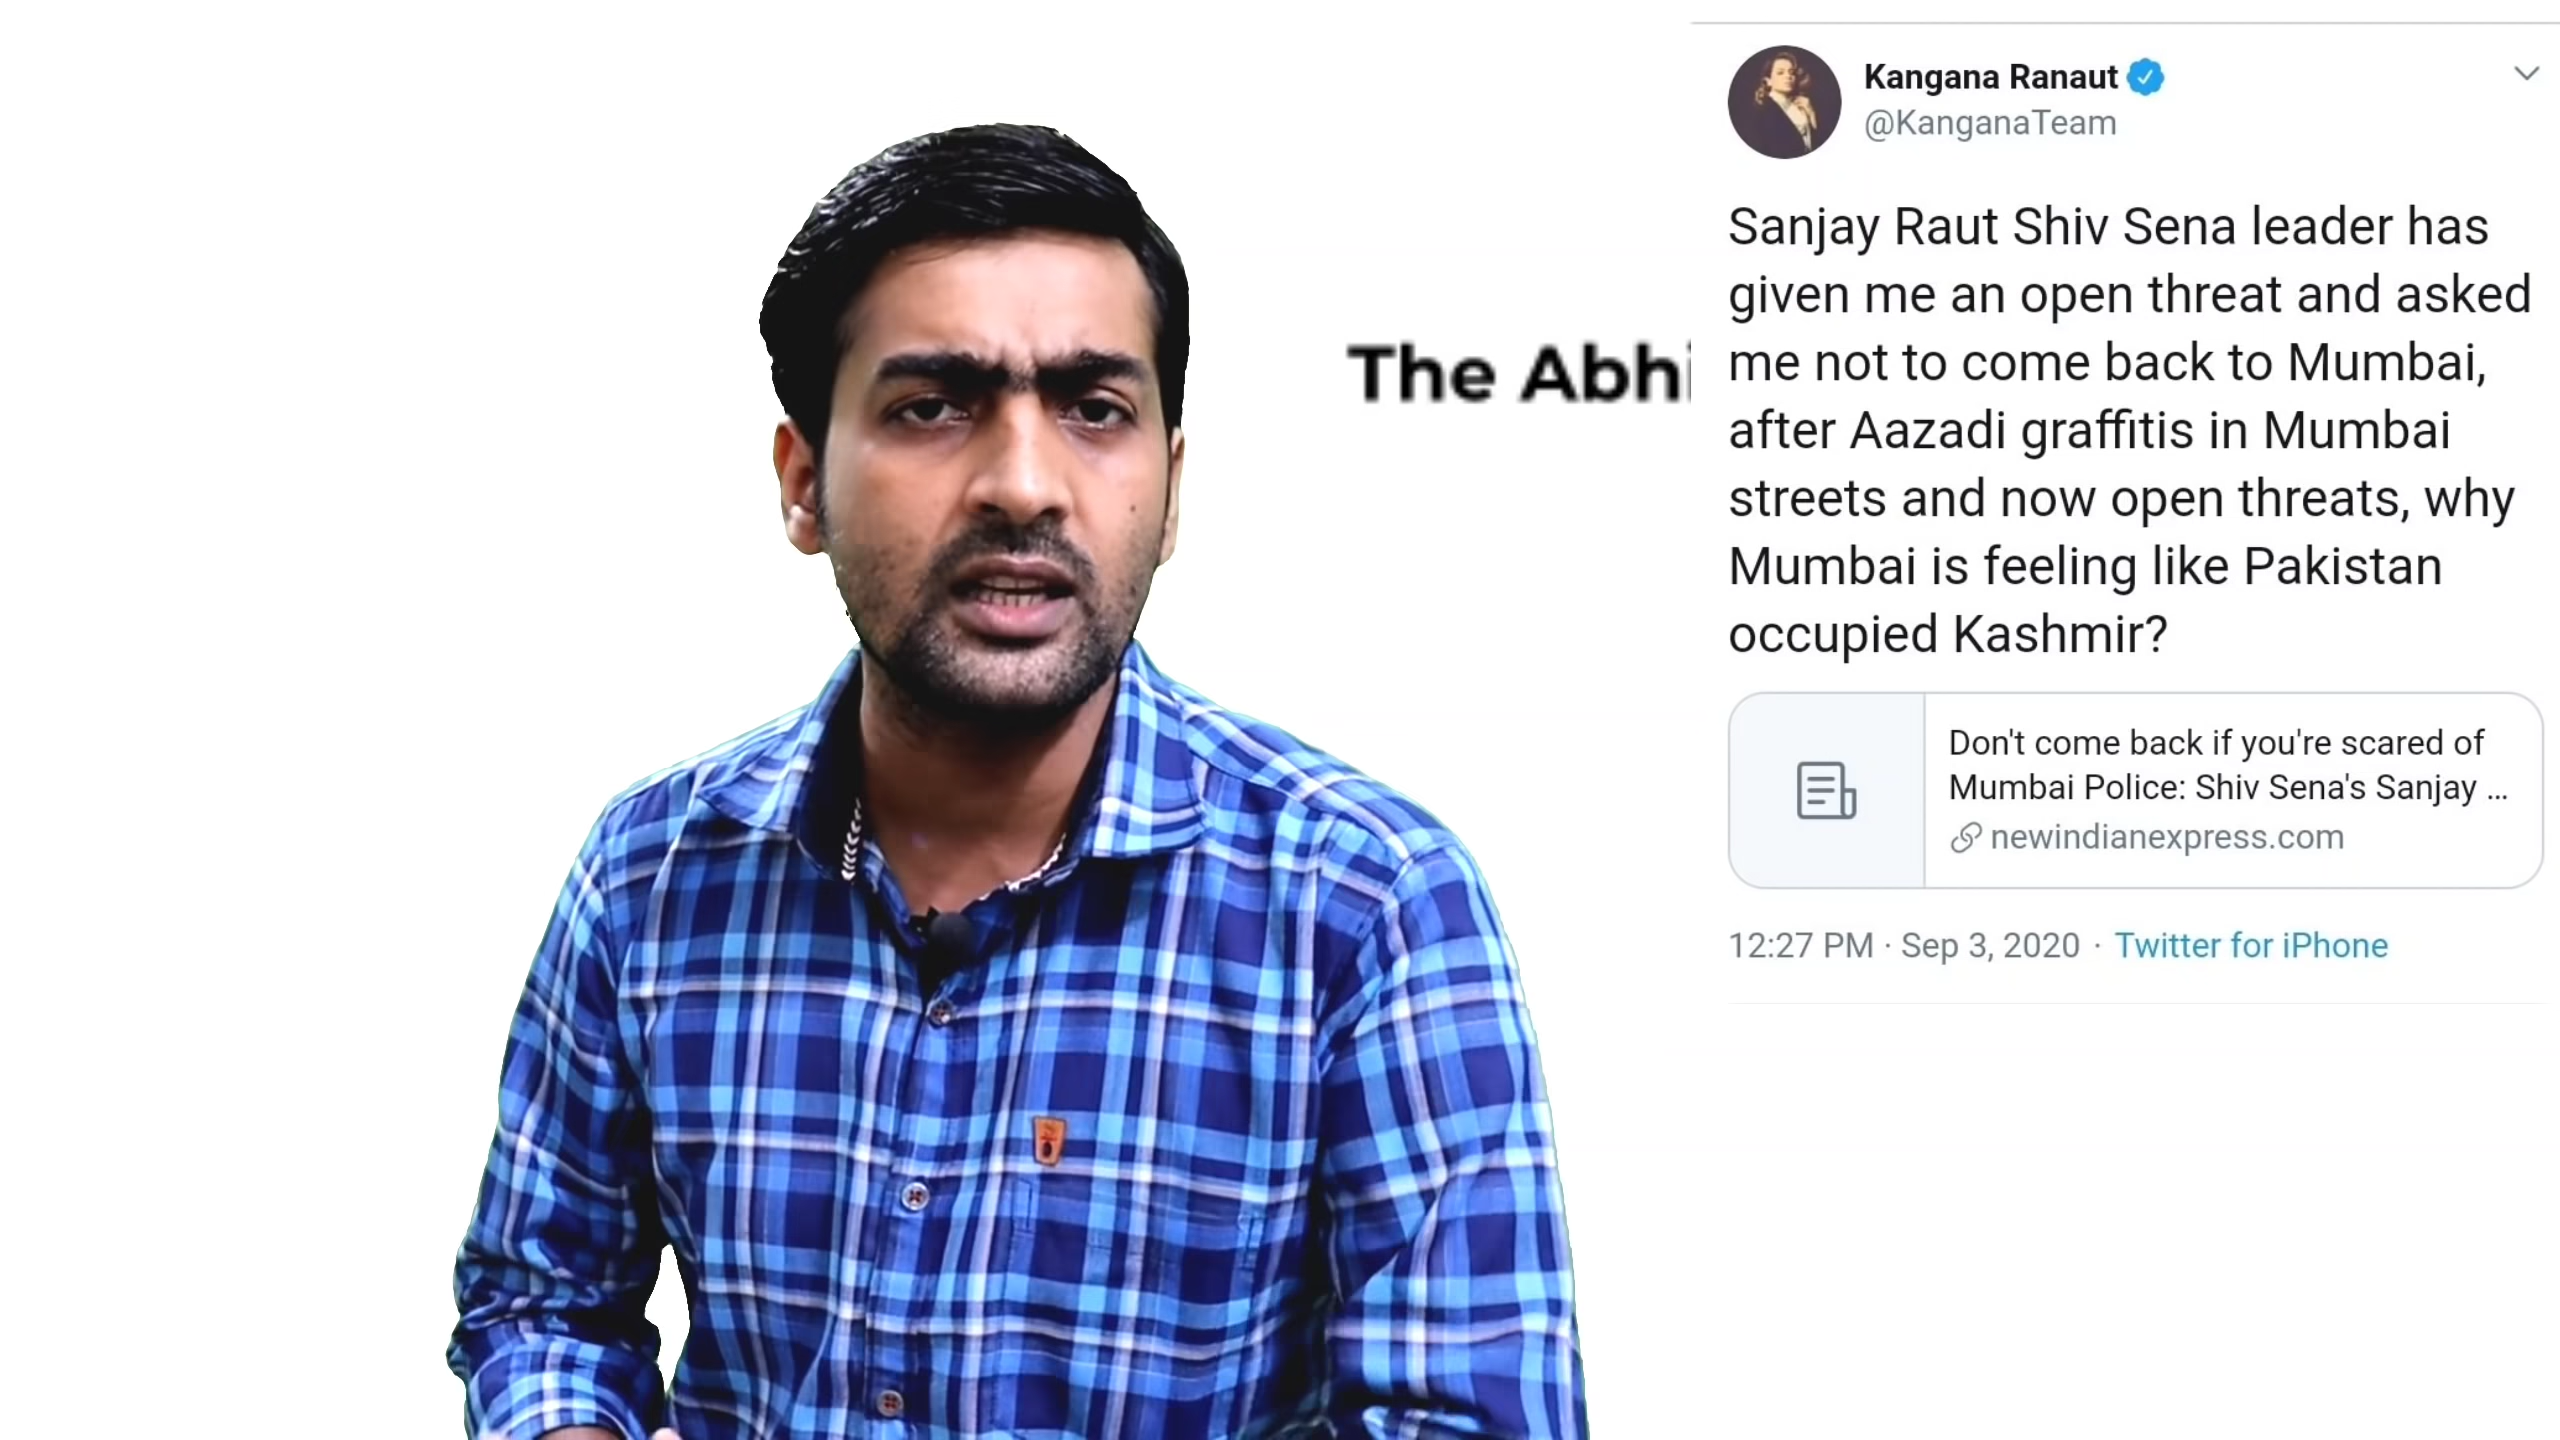 The Abhi
Kangana Ranaut
@KanganaTeam
Sanjay Raut Shiv Sena leader has
given me an open threat and asked
me not to come back to Mumbai,
after Aazadi graffitis in Mumbai
streets and now open threats, why
Mumbai is feeling like Pakistan
occupied Kashmir?
Don't come back if you're scared of
Mumbai Police: Shiv Sena's Sanjay ...
newindianexpress.com
12:27 PM · Sep 3, 2020 · Twitter for iPhone